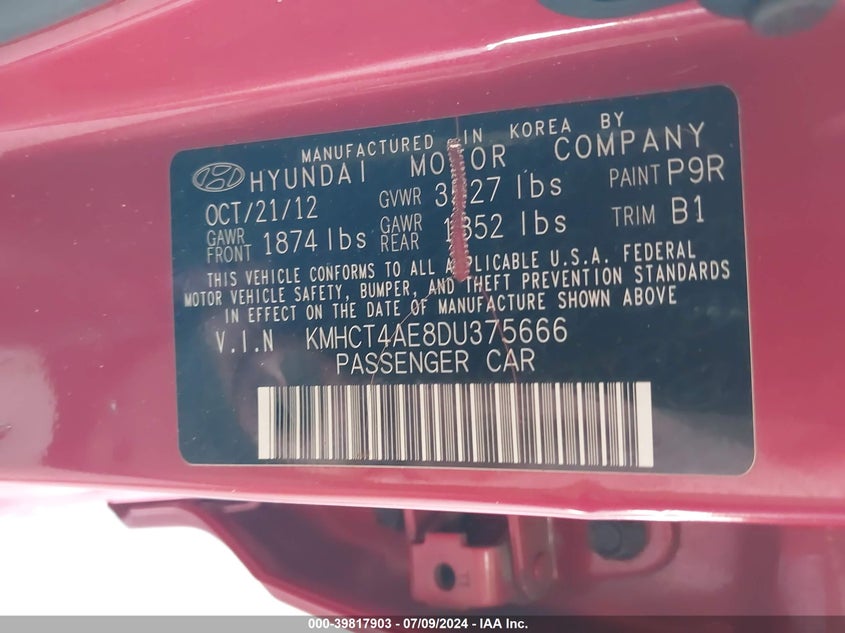 MANUFACTURED IN KOREA BY
HYUNDAI MOTOR COMPANY
OCT/21/12 GVWR lbs PAINT P9R
GAWR FRONT 1874 lbs GAWR REAR lbs TRIM B1
THIS VEHICLE CONFORMS TO ALL APPLICABLE U.S.A. FEDERAL
MOTOR VEHICLE SAFETY, BUMPER, AND THEFT PREVENTION STANDARDS
IN EFFECT ON THE DATE OF MANUFACTURE SHOWN ABOVE
V.I.N KMHCT4AE8DU375666
PASSENGER CAR
000-39817903 - 07/09/2024 - IAA Inc.